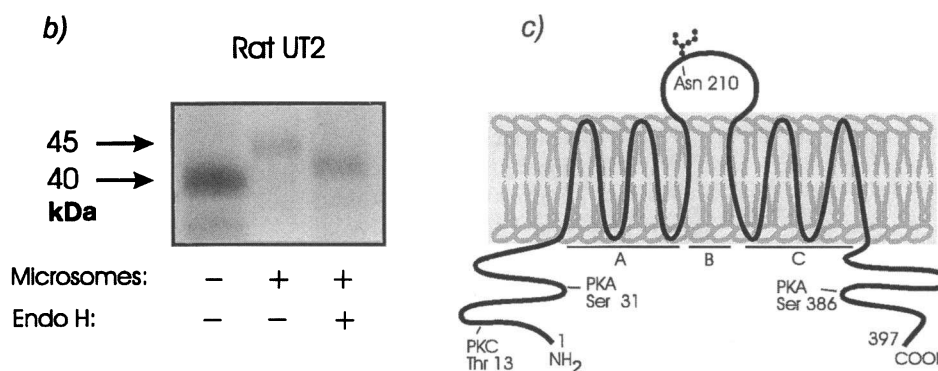 b)
Rat UT2
45
40
kDa
Microsomes: – + +
Endo H: – – +
c)
Asn 210
A B C
PKA
Ser 31
PKA
Ser 386
PKC
Thr 13
1
NH2
397
COOH